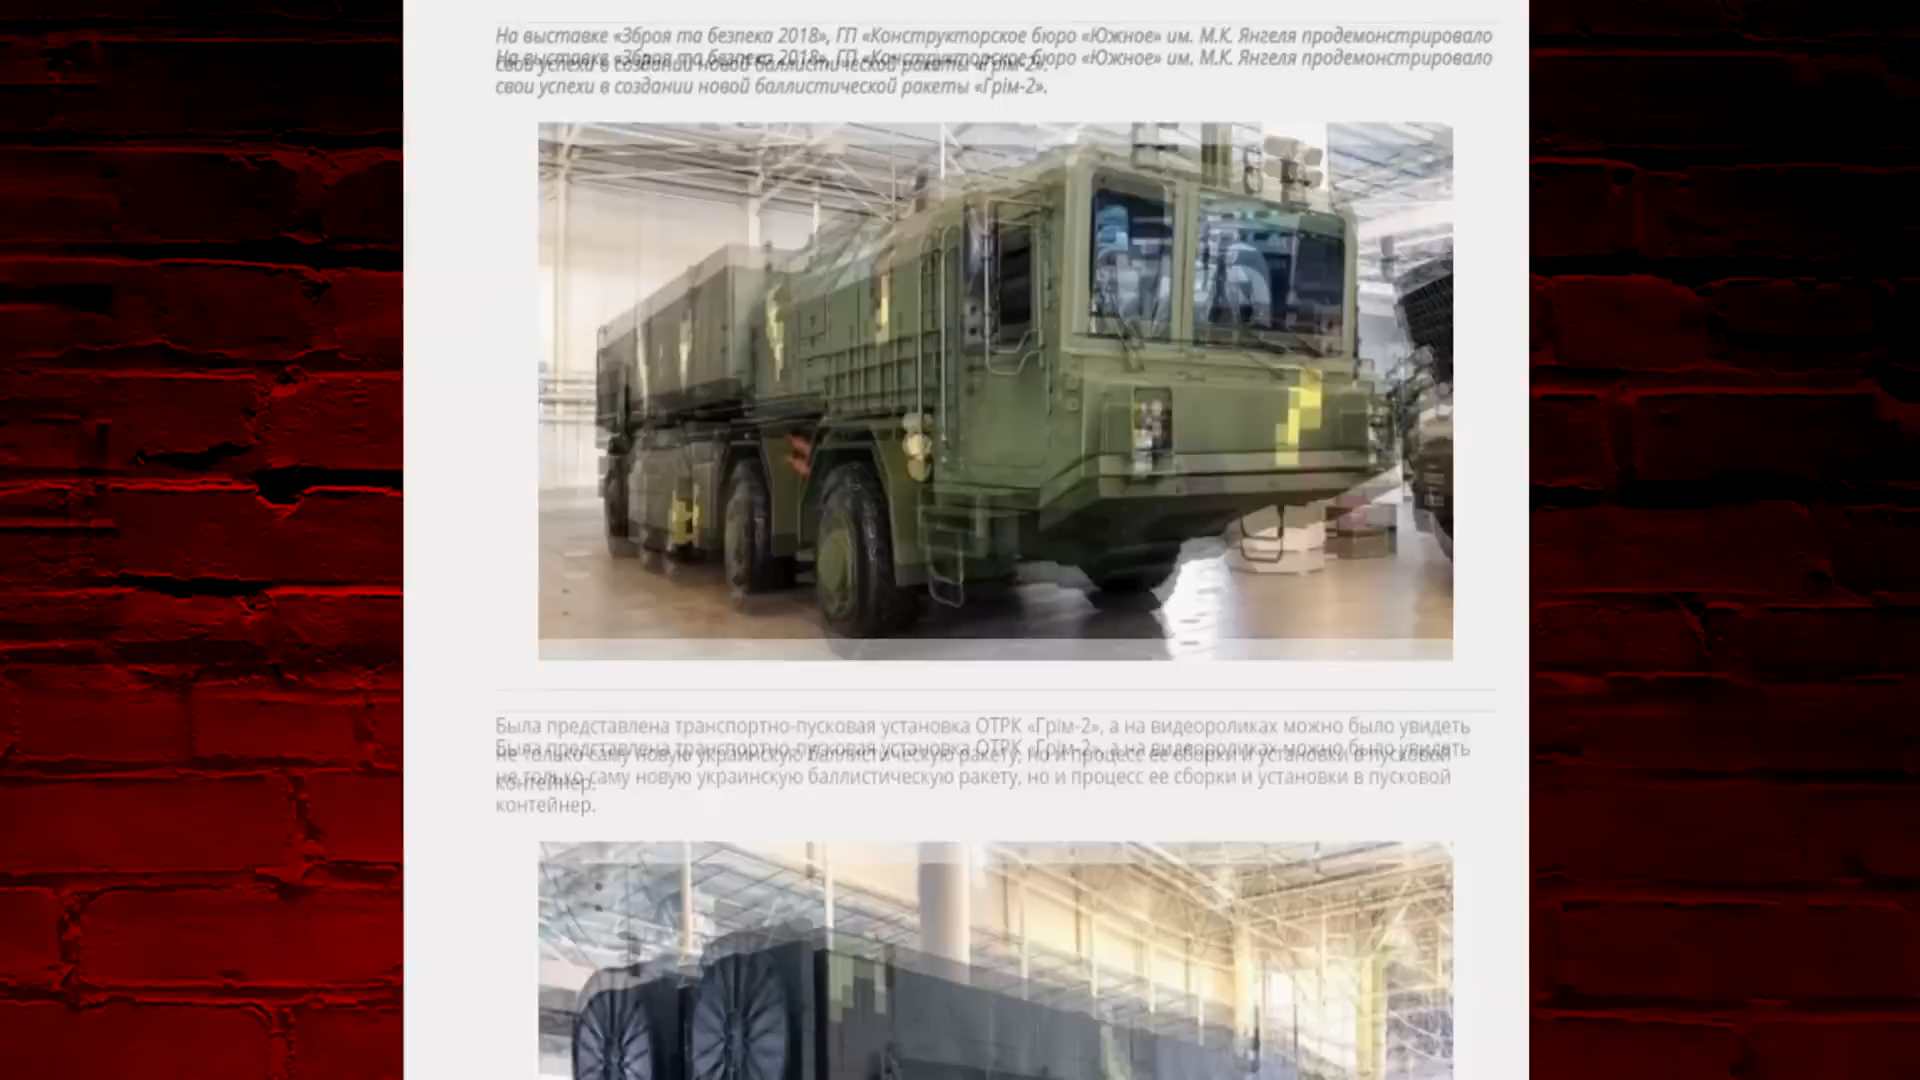 На выставке «Зброя та безпека 2018», ГП «Конструкторское бюро «Южное» им. М.К. Янгеля продемонстрировало
свои успехи в создании новой баллистической ракеты «Грім-2».
Была представлена транспортно-пусковая установка ОТРК «Грім-2», а на видеороликах можно было увидеть
не только саму новую украинскую баллистическую ракету, но и процесс ее сборки и установки в пусковой
контейнер.